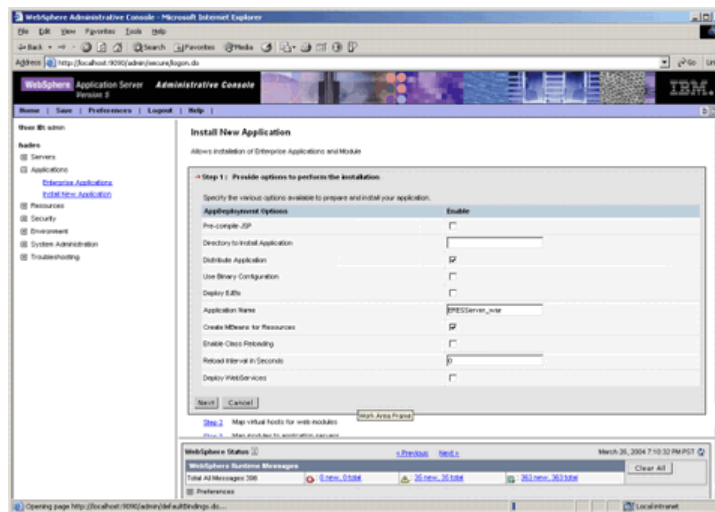 WebSphere Administrative Console - Microsoft Internet Explorer
File Edit View Favorites Tools Help
Back Search Favorites Media
Address http://localhost:9090/admin/secure/logon.do Go
WebSphere Application Server Administrative Console
Version 5
IBM.
Home | Save | Preferences | Logout | Help |
User ID: admin
hades
Servers
Applications
Enterprise Applications
Install New Application
Resources
Security
Environment
System Administration
Troubleshooting
Install New Application
Allows installation of Enterprise Applications and Module
Step 1: Provide options to perform the installation
Specify the various options available to prepare and install your application.
AppDeployment Options Enable
Pre-compile JSP
Directory to Install Application
Distribute Application
Use Binary Configuration
Deploy EJBs
Application Name ERESServer_war
Create MBeans for Resources
Enable Class Reloading
Reload Interval in Seconds 0
Deploy WebServices
Next Cancel
Work Area Frame
Step 2 Map virtual hosts for web modules
Step 3 Map modules to application servers
WebSphere Status < Previous Next > March 26, 2004 7:10:32 PM PST
WebSphere Runtime Messages Clear All
Total All Messages: 398 : 0 new, 0 total : 35 new, 35 total : 363 new, 363 total
Preferences
Opening page http://localhost:9090/admin/defaultBindings.do... Local intranet